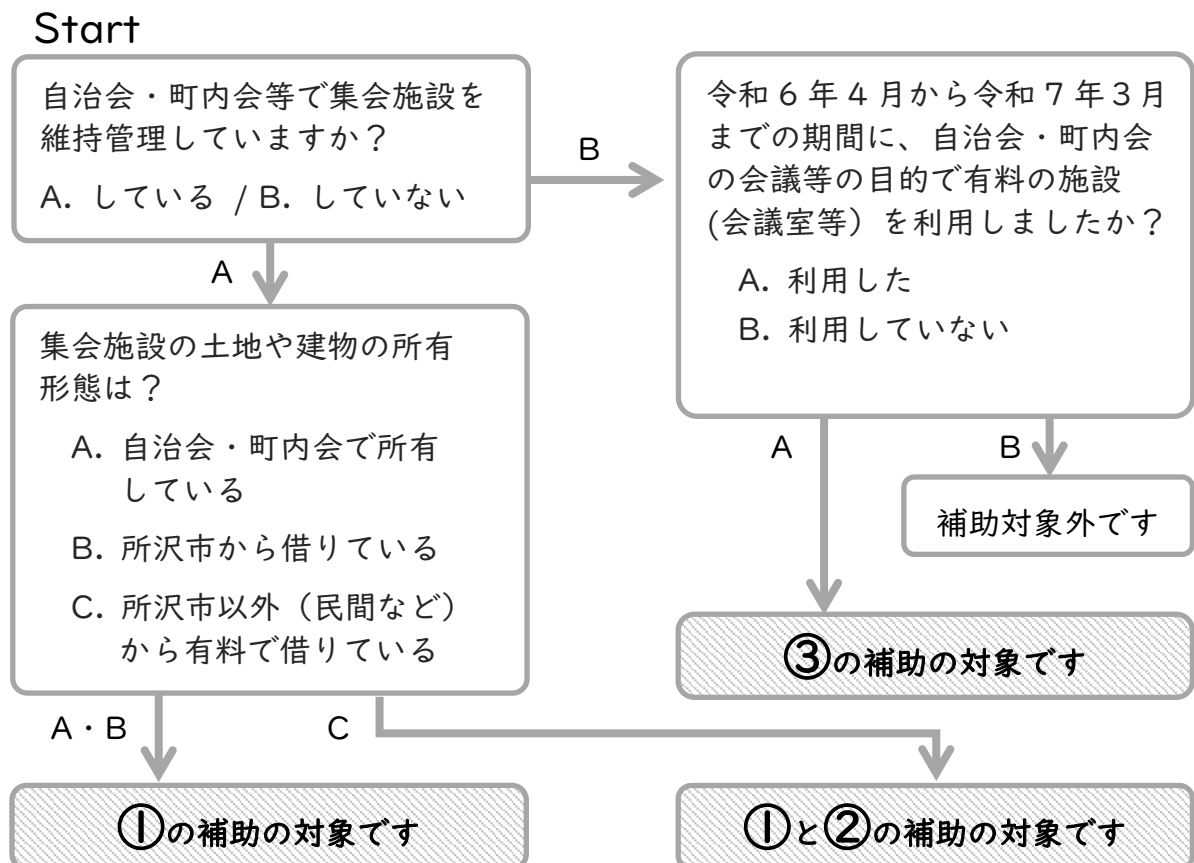 Start
自治会・町内会等で集会施設を
維持管理していますか？
A. している / B. していない
B
令和6年4月から令和7年3月
までの期間に、自治会・町内会
の会議等の目的で有料の施設
(会議室等）を利用しましたか？
A. 利用した
B. 利用していない
A
集会施設の土地や建物の所有
形態は？
A. 自治会・町内会で所有
している
B. 所沢市から借りている
C. 所沢市以外（民間など）
から有料で借りている
A
B
補助対象外です
③の補助の対象です
A・B
C
①の補助の対象です
①と②の補助の対象です